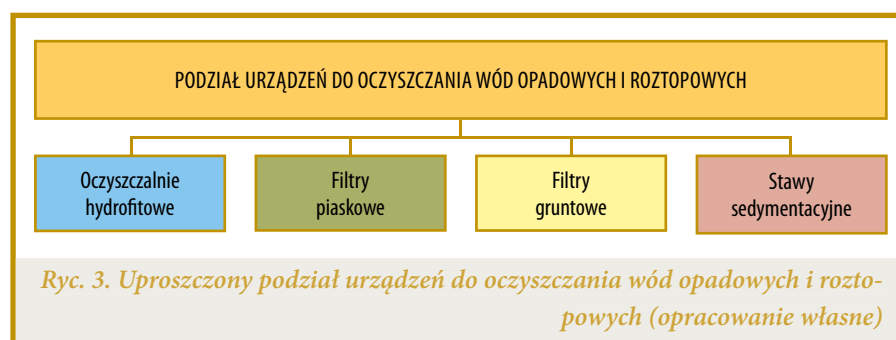 PODZIAŁ URZĄDZEŃ DO OCZYSZCZANIA WÓD OPADOWYCH I ROZTOPOWYCH
Oczyszczalnie
hydrofitowe
Filtry
piaskowe
Filtry
gruntowe
Stawy
sedymentacyjne
Ryc. 3. Uproszczony podział urządzeń do oczyszczania wód opadowych i rozto-
powych (opracowanie własne)